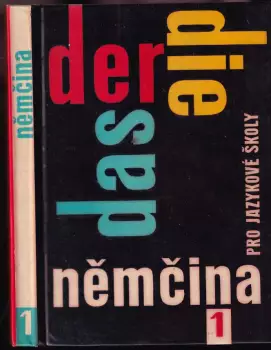 němčina
1
der
die
das
PRO JAZYKOVÉ ŠKOLY
němčina
1